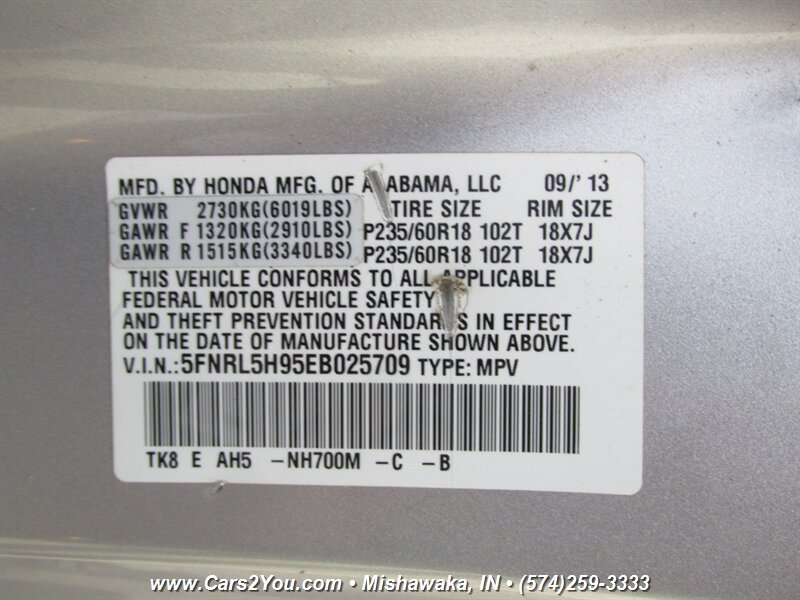 MFD. BY HONDA MFG. OF ALABAMA, LLC 09/' 13
GVWR 2730KG(6019LBS) TIRE SIZE RIM SIZE
GAWR F 1320KG(2910LBS) P235/60R18 102T 18X7J
GAWR R 1515KG(3340LBS) P235/60R18 102T 18X7J
THIS VEHICLE CONFORMS TO ALL APPLICABLE
FEDERAL MOTOR VEHICLE SAFETY
AND THEFT PREVENTION STANDARDS IN EFFECT
ON THE DATE OF MANUFACTURE SHOWN ABOVE.
V.I.N.:5FNRL5H95EB025709 TYPE: MPV
TK8 E AH5 -NH700M -C -B
www.Cars2You.com • Mishawaka, IN • (574)259-3333